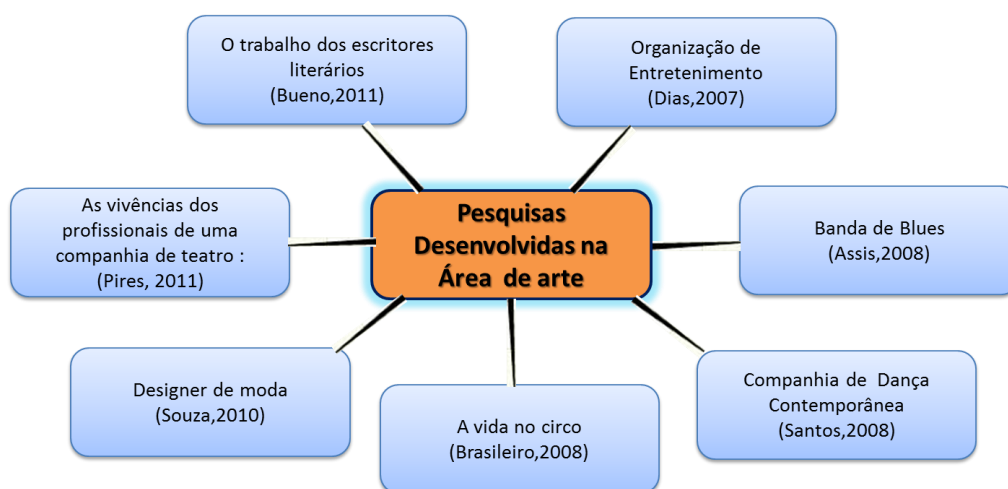 O trabalho dos escritores
literários
(Bueno,2011)
Organização de
Entretenimento
(Dias,2007)
As vivências dos
profissionais de uma
companhia de teatro :
(Pires, 2011)
Pesquisas
Desenvolvidas na
Área de arte
Banda de Blues
(Assis,2008)
Designer de moda
(Souza,2010)
A vida no circo
(Brasileiro,2008)
Companhia de Dança
Contemporânea
(Santos,2008)